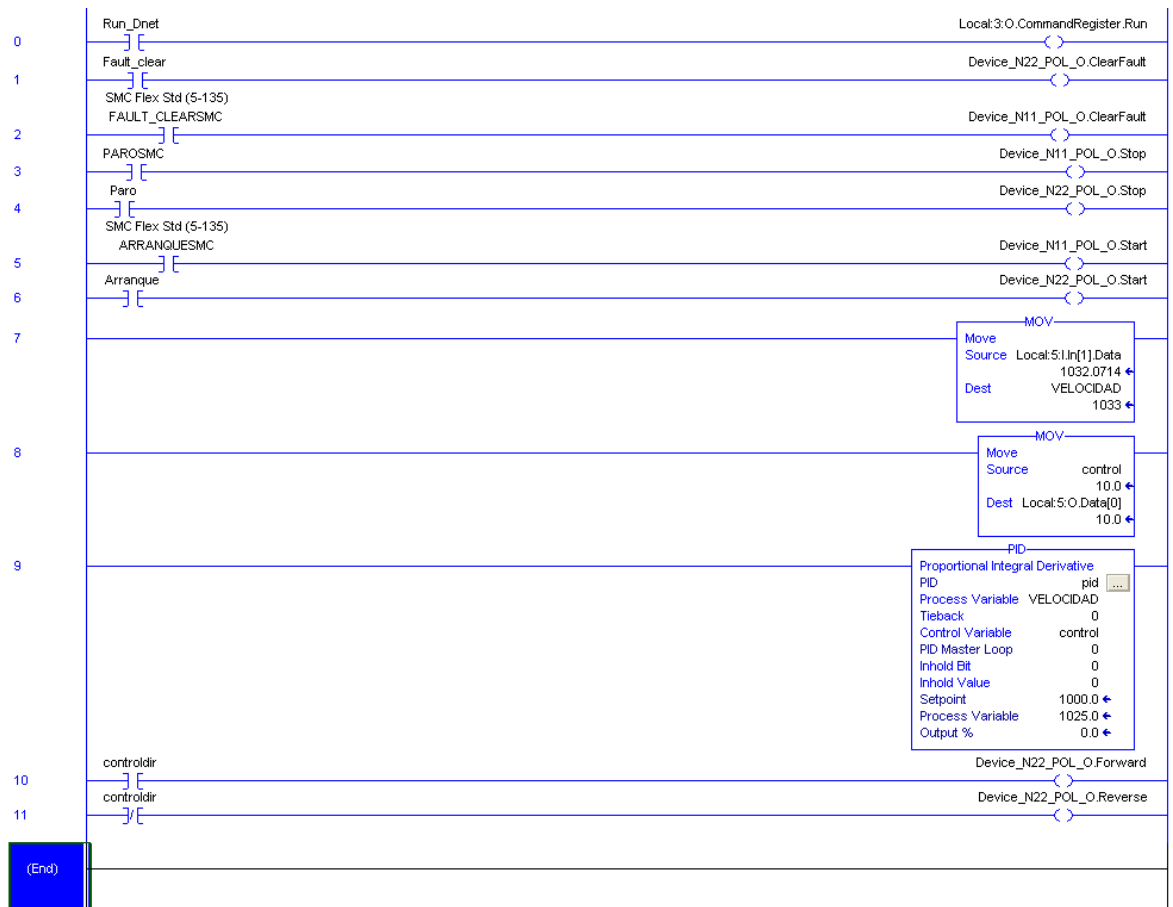 Run_Dnet Local:3:O.CommandRegister.Run
0
Fault_clear Device_N22_POL_O.ClearFault
1
SMC Flex Std (5-135)
FAULT_CLEARSMC Device_N11_POL_O.ClearFault
2
PAROSMC Device_N11_POL_O.Stop
3
Paro Device_N22_POL_O.Stop
4
SMC Flex Std (5-135)
ARRANQUESMC Device_N11_POL_O.Start
5
Arranque Device_N22_POL_O.Start
6
MOV
7 Move
Source Local:5:I.In[1].Data
1032.0714
Dest VELOCIDAD
1033
MOV
8 Move
Source control
10.0
Dest Local:5:O.Data[0]
10.0
PID
9 Proportional Integral Derivative
PID pid ...
Process Variable VELOCIDAD
Tieback 0
Control Variable control
PID Master Loop 0
Inhold Bit 0
Inhold Value 0
Setpoint 1000.0
Process Variable 1025.0
Output % 0.0
controldir Device_N22_POL_O.Forward
10
controldir Device_N22_POL_O.Reverse
11
(End)